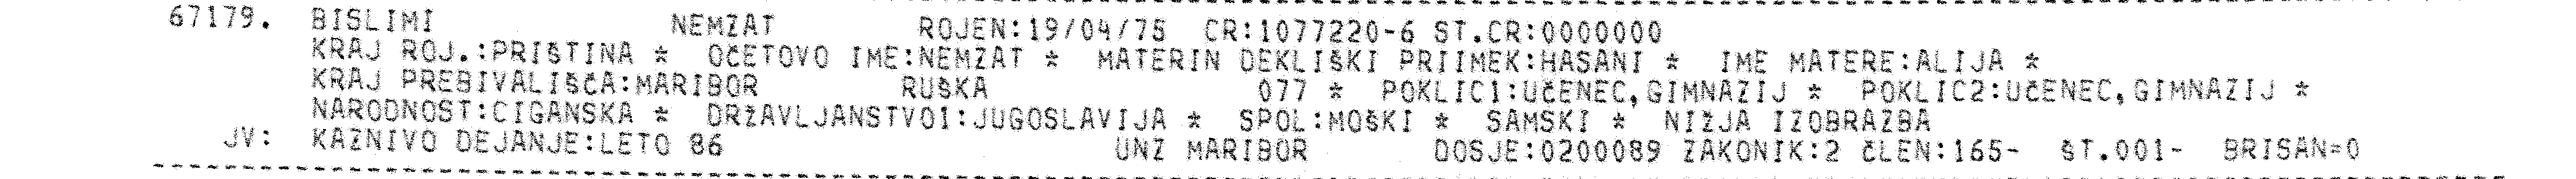 67179. BISLIMI NEMZAT ROJEN:19/04/75 CR:1077220-6 ST.CR:0000000
KRAJ ROJ.:PRIŠTINA * OČETOVO IME:NEMZAT * MATERIN DEKLIŠKI PRIIMEK:HASANI * IME MATERE:ALIJA *
KRAJ PREBIVALIŠČA:MARIBOR RUŠKA 077 * POKLIC1:UČENEC,GIMNAZIJ * POKLIC2:UČENEC,GIMNAZIJ *
NARODNOST:CIGANSKA * DRŽAVLJANSTVO1:JUGOSLAVIJA * SPOL:MOŠKI * SAMSKI * NIŽJA IZOBRAZBA
JV: KAZNIVO DEJANJE:LETO 86 UNZ MARIBOR DOSJE:0200089 ZAKONIK:2 ČLEN:165- ŠT.001- BRISAN=0